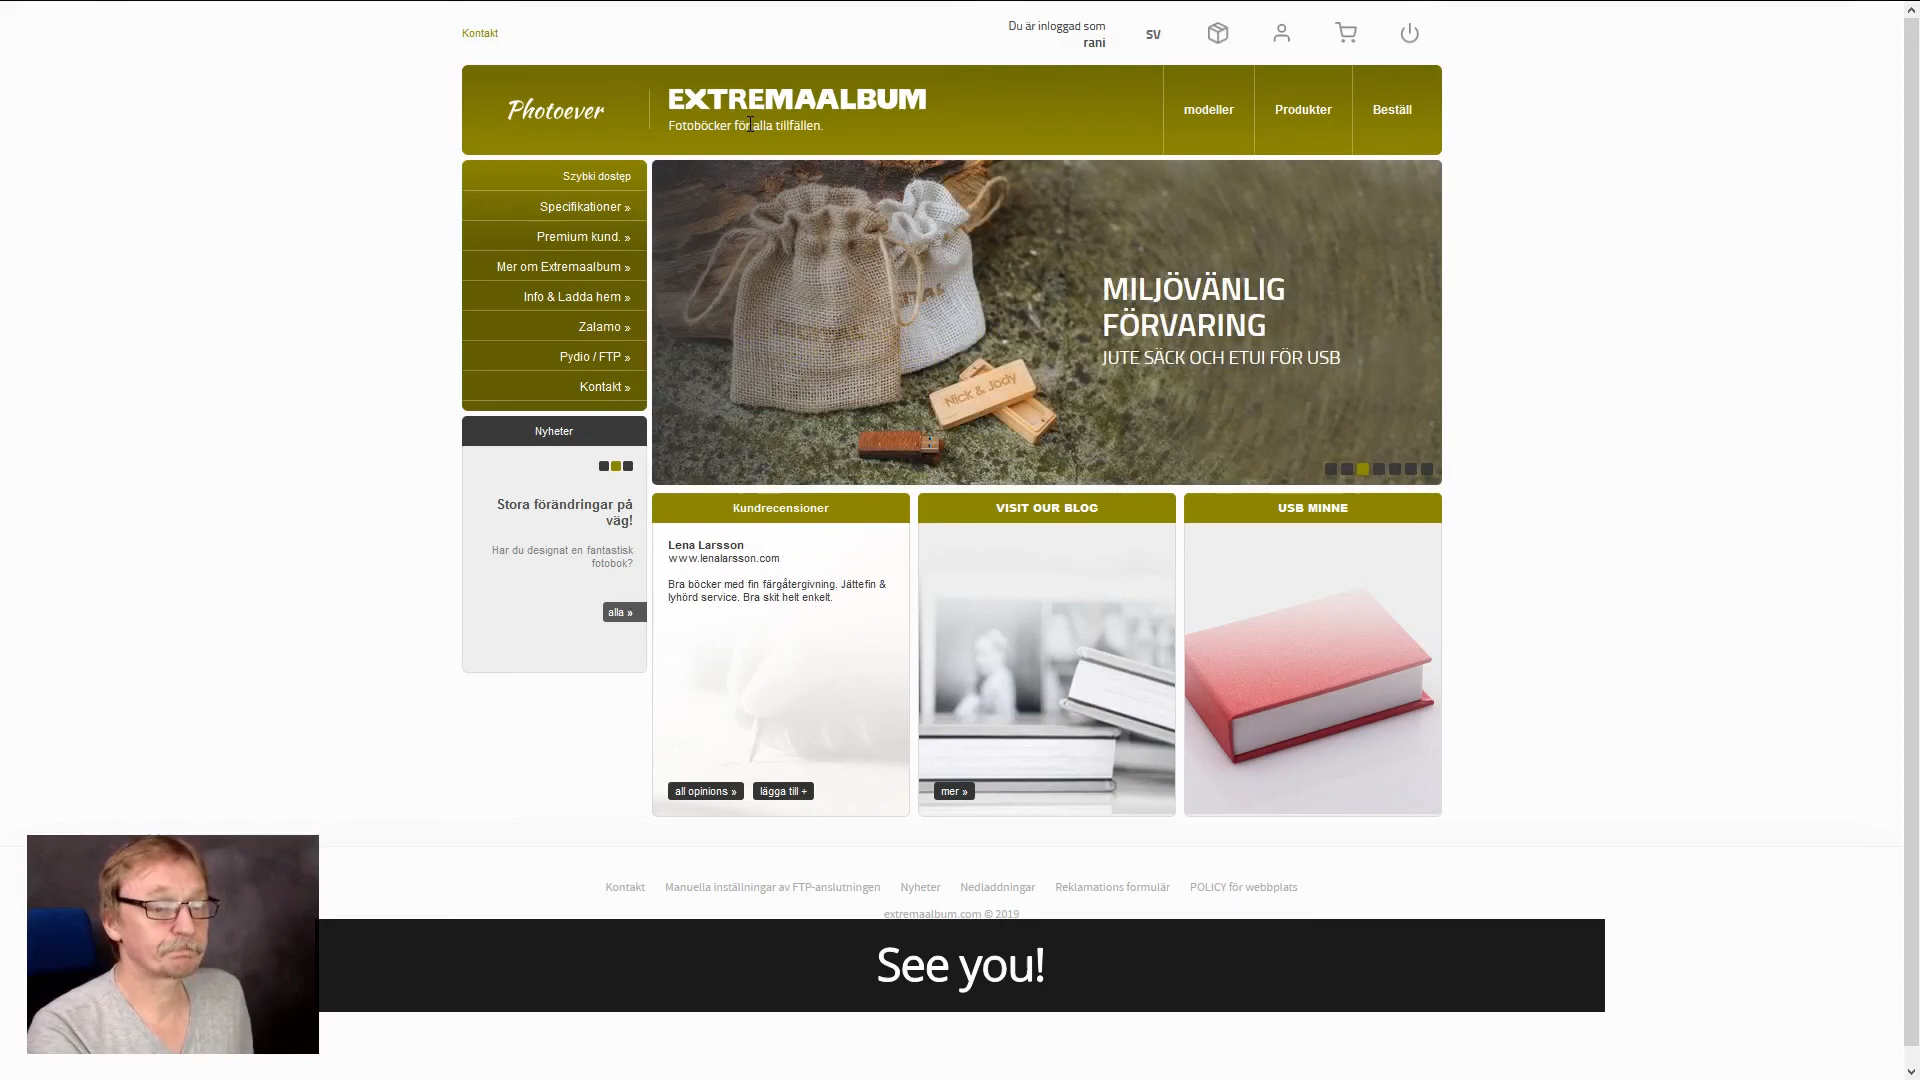 Kontakt
Du är inloggad som
rani
SV
Photoever
EXTREMAALBUM
Fotoböcker för alla tillfällen.
modeller
Produkter
Beställ
Szybki dostęp
Specifikationer »
Premium kund. »
Mer om Extremaalbum »
Info & Ladda hem »
Zalamo »
Pydio / FTP »
Kontakt »
Nick & Jody
MILJÖVÄNLIG
FÖRVARING
JUTE SÄCK OCH ETUI FÖR USB
Nyheter
Stora förändringar på
väg!
Har du designat en fantastisk
fotobok?
alla »
Kundrecensioner
Lena Larsson
www.lenalarsson.com
Bra böcker med fin färgåtergivning. Jättefin &
lyhörd service. Bra skit helt enkelt.
all opinions »
lägga till +
VISIT OUR BLOG
mer »
USB MINNE
Kontakt
Manuella inställningar av FTP-anslutningen
Nyheter
Nedladdningar
Reklamations formulär
POLICY för webbplats
extremaalbum.com © 2019
See you!